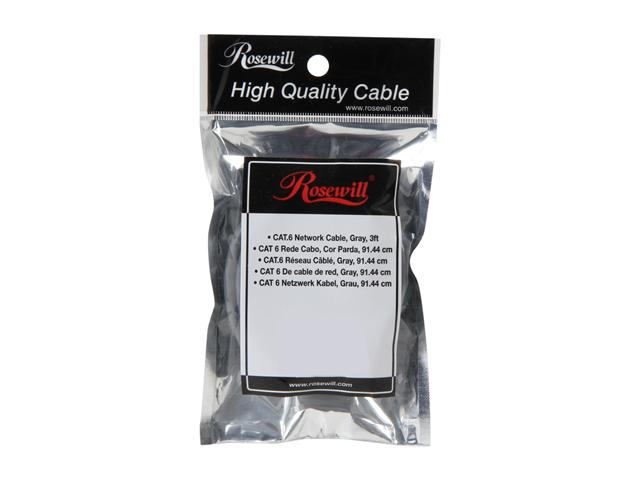 Rosewill
High Quality Cable
www.rosewill.com
Rosewill®
• CAT.6 Network Cable, Gray, 3ft
• CAT 6 Rede Cabo, Cor Parda, 91.44 cm
• CAT.6 Réseau Câblé, Gray, 91.44 cm
• CAT 6 De cable de red, Gray, 91.44 cm
• CAT 6 Netzwerk Kabel, Grau, 91.44 cm
www.rosewill.com